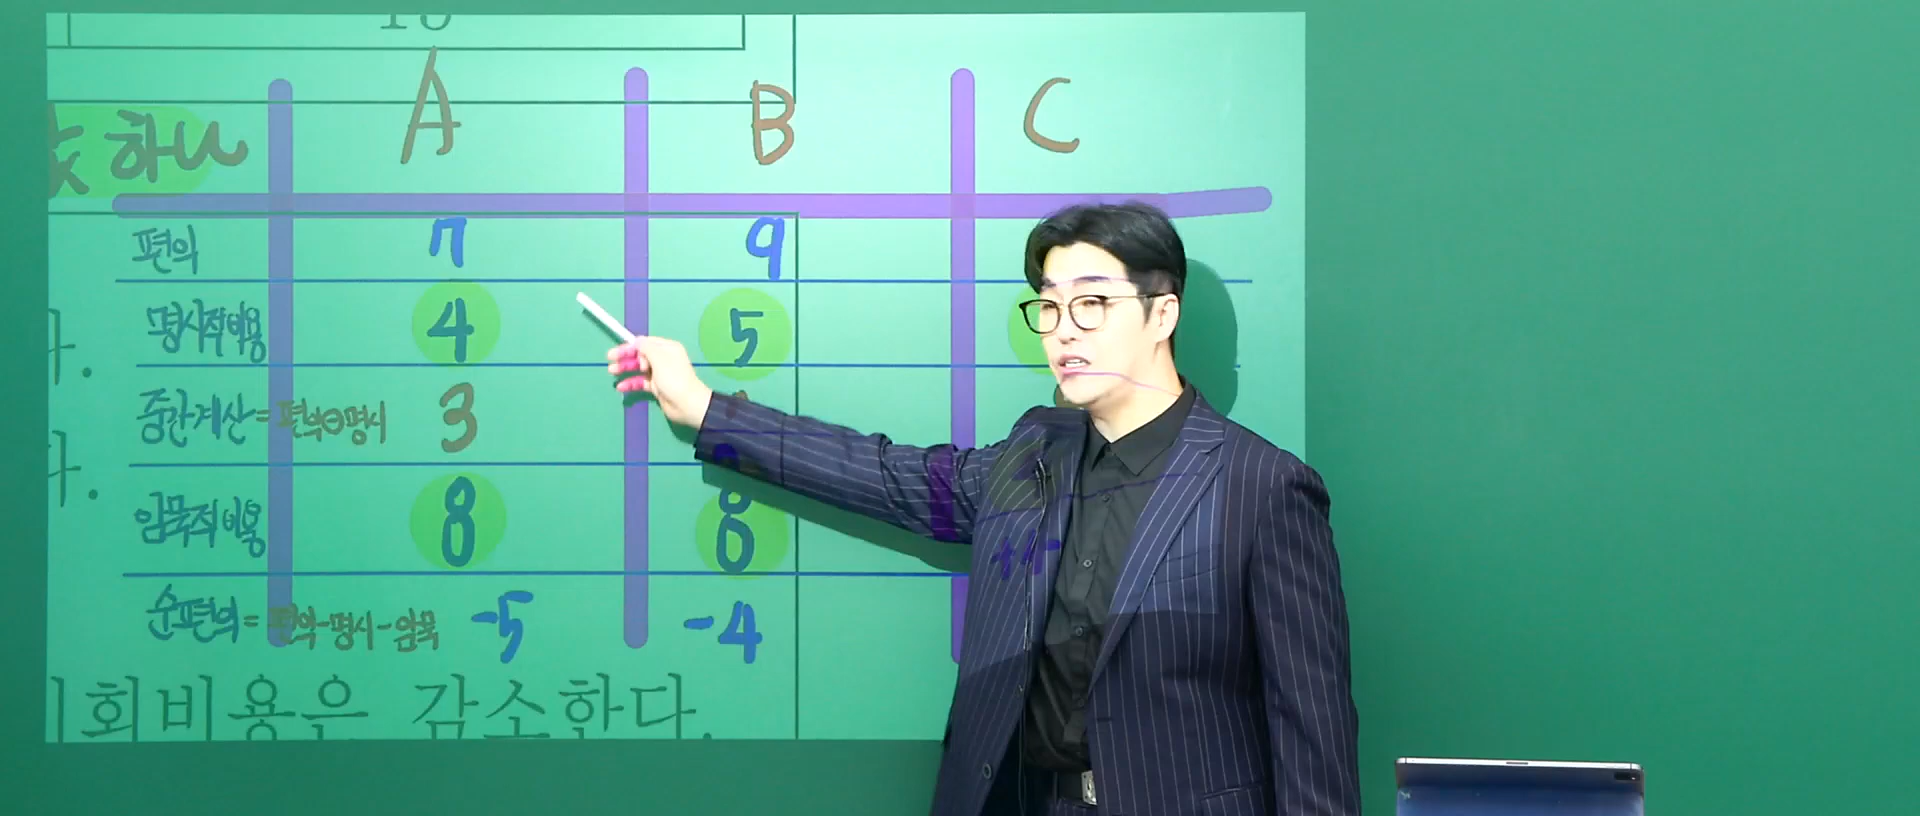 A B C
하나
편익 7 9
명시적 비용 4 5
중간계산 = 편익⊖명시 3
암묵적 비용 8 8
순편익 = 편익-명시-암묵 -5 -4 +4
회비용은 감소한다.